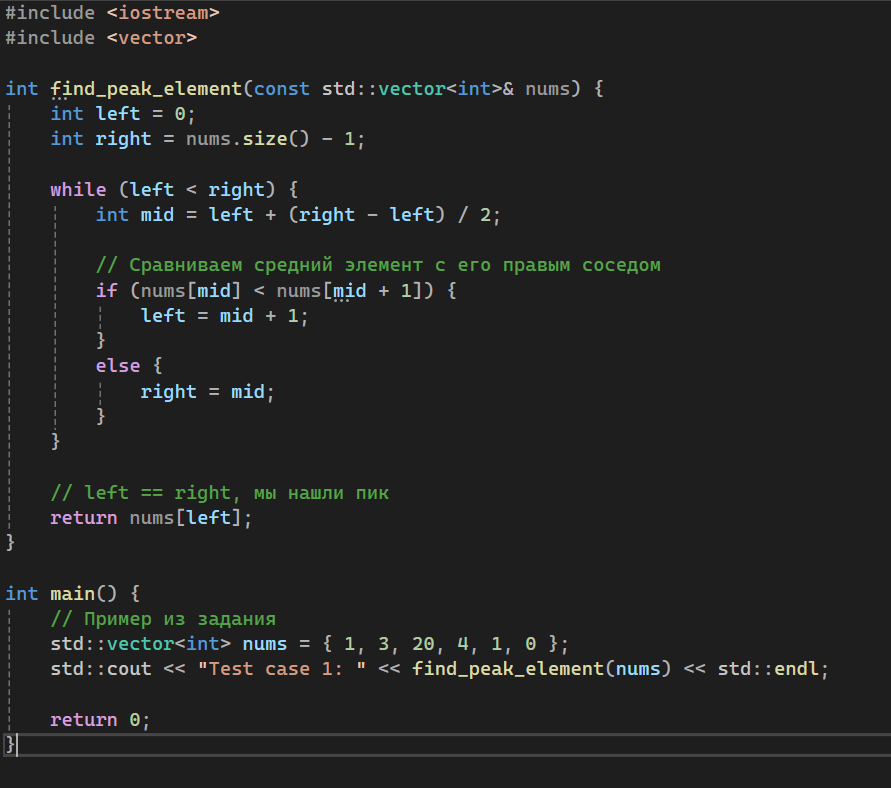 #include <iostream>
#include <vector>
int find_peak_element(const std::vector<int>& nums) {
int left = 0;
int right = nums.size() - 1;
while (left < right) {
int mid = left + (right - left) / 2;
// Сравниваем средний элемент с его правым соседом
if (nums[mid] < nums[mid + 1]) {
left = mid + 1;
}
else {
right = mid;
}
}
// left == right, мы нашли пик
return nums[left];
}
int main() {
// Пример из задания
std::vector<int> nums = { 1, 3, 20, 4, 1, 0 };
std::cout << "Test case 1: " << find_peak_element(nums) << std::endl;
return 0;
}